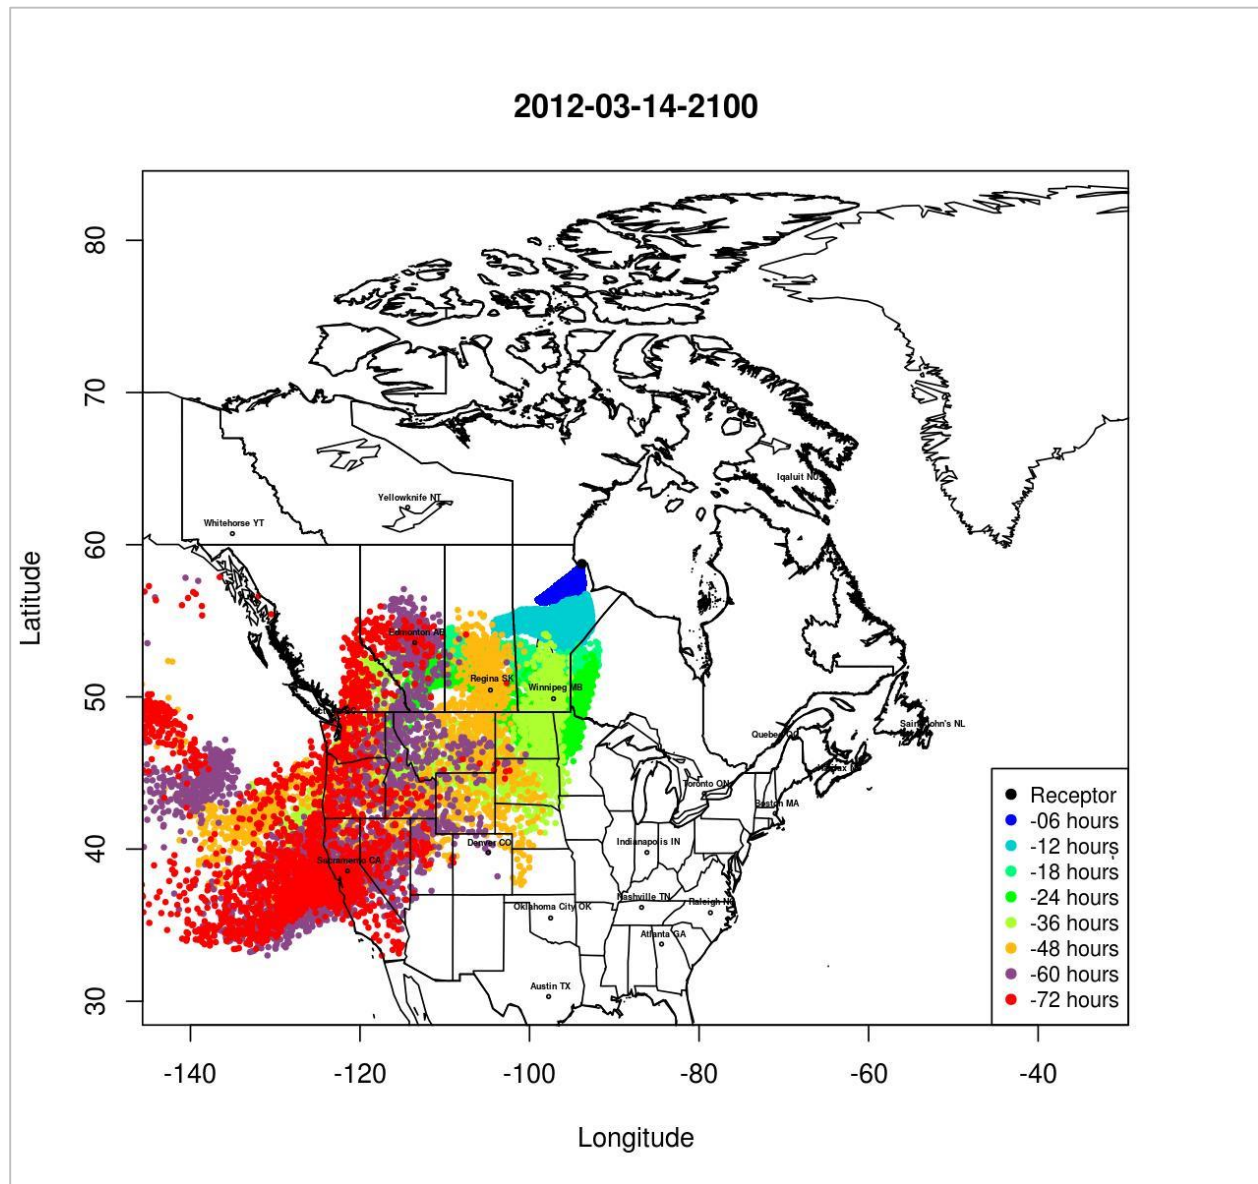 2012-03-14-2100
80
70
60
50
40
30
Latitude
Iqaluit NU
Yellowknife NT
Whitehorse YT
Edmonton AB
Regina SK
Winnipeg MB
Saint John's NL
Quebec QC
Toronto ON
Boston MA
Sacramento CA
Denver CO
Indianapolis IN
Nashville TN
Raleigh NC
Oklahoma City OK
Atlanta GA
Austin TX
Receptor
-06 hours
-12 hours
-18 hours
-24 hours
-36 hours
-48 hours
-60 hours
-72 hours
-140
-120
-100
-80
-60
-40
Longitude